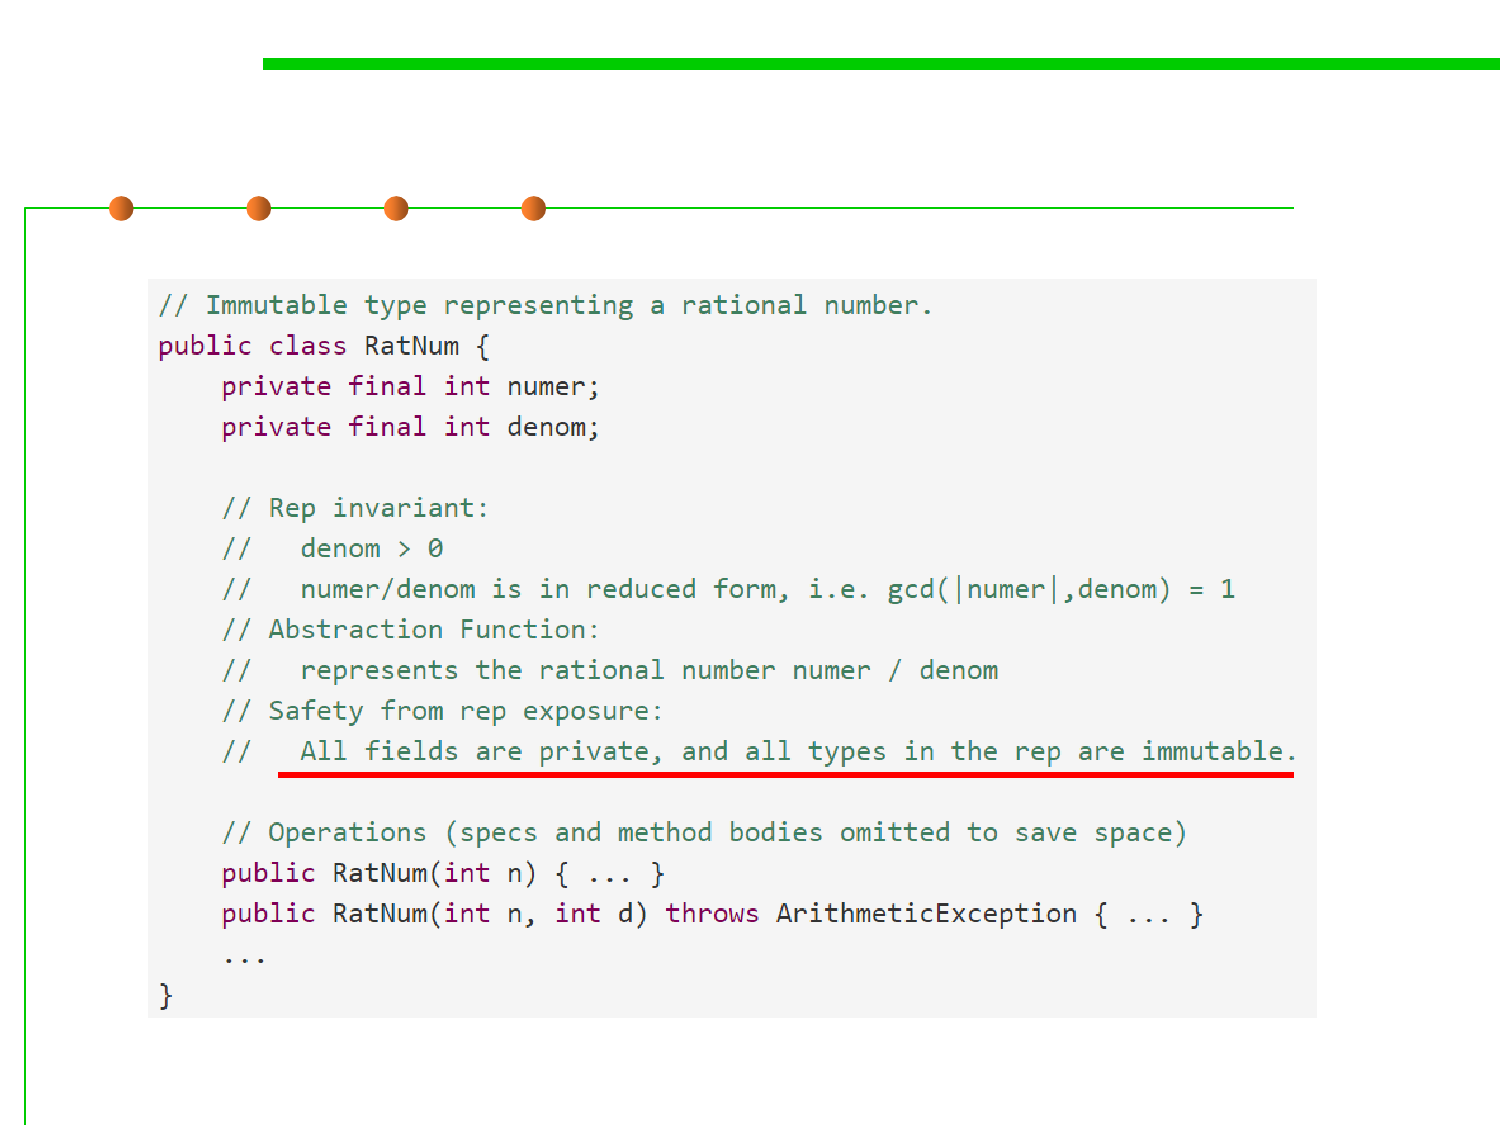 // Immutable type representing a rational number.
public class RatNum {
    private final int numer;
    private final int denom;

    // Rep invariant:
    //   denom > 0
    //   numer/denom is in reduced form, i.e. gcd(|numer|,denom) = 1
    // Abstraction Function:
    //   represents the rational number numer / denom
    // Safety from rep exposure:
    //   All fields are private, and all types in the rep are immutable.

    // Operations (specs and method bodies omitted to save space)
    public RatNum(int n) { ... }
    public RatNum(int n, int d) throws ArithmeticException { ... }
    ...
}